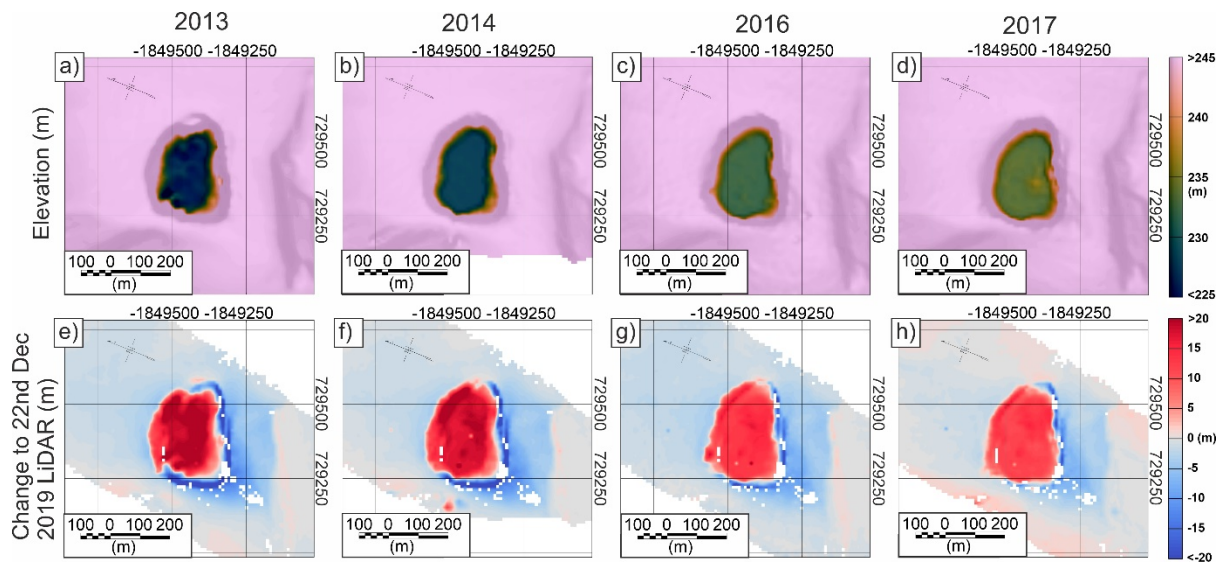 2013 2014 2016 2017
-1849500 -1849250 -1849500 -1849250 -1849500 -1849250 -1849500 -1849250
a) b) c) d)
Elevation (m)
729500 729500 729500 729500
729250 729250 729250 729250
>245
240
235
(m)
230
<225
100 0 100 200 100 0 100 200 100 0 100 200 100 0 100 200
(m) (m) (m) (m)
-1849500 -1849250 -1849500 -1849250 -1849500 -1849250 -1849500 -1849250
e) f) g) h)
Change to 22nd Dec
2019 LiDAR (m)
729500 729500 729500 729500
729250 729250 729250 729250
>20
15
10
5
0 (m)
-5
-10
-15
<-20
100 0 100 200 100 0 100 200 100 0 100 200 100 0 100 200
(m) (m) (m) (m)